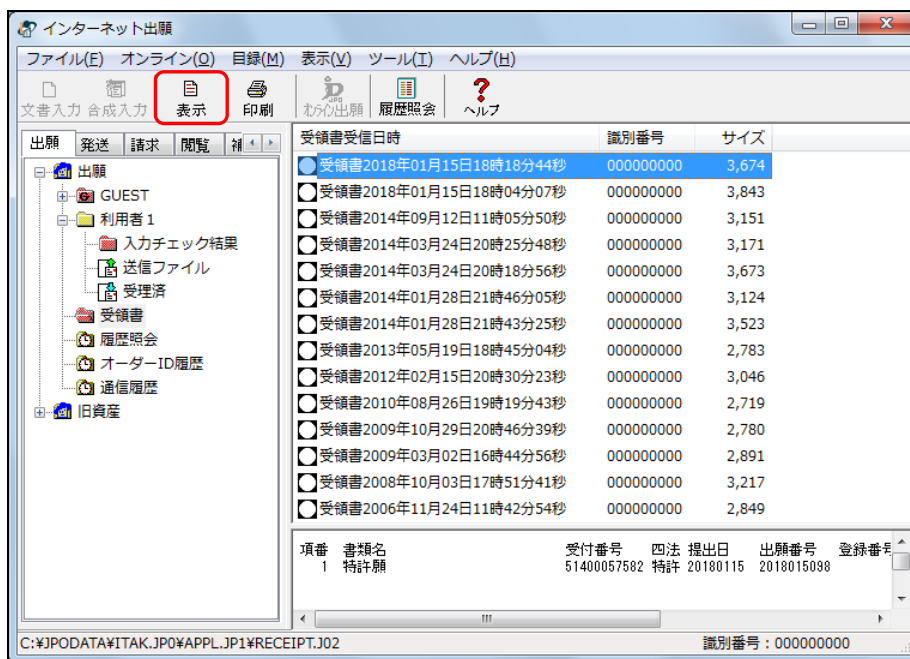 インターネット出願
ファイル(F) オンライン(O) 目録(M) 表示(V) ツール(T) ヘルプ(H)
文書入力 合成入力 表示 印刷 かんたん出願 履歴照会 ヘルプ
出願 発送 請求 閲覧 補
出願
GUEST
利用者1
入力チェック結果
送信ファイル
受理済
受領書
履歴照会
オーダーID履歴
通信履歴
旧資産
受領書受信日時 識別番号 サイズ
受領書2018年01月15日18時18分44秒 000000000 3,674
受領書2018年01月15日18時04分07秒 000000000 3,843
受領書2014年09月12日11時05分50秒 000000000 3,151
受領書2014年03月24日20時25分48秒 000000000 3,171
受領書2014年03月24日20時18分56秒 000000000 3,673
受領書2014年01月28日21時46分05秒 000000000 3,124
受領書2014年01月28日21時43分25秒 000000000 3,523
受領書2013年05月19日18時45分04秒 000000000 2,783
受領書2012年02月15日20時30分23秒 000000000 3,046
受領書2010年08月26日19時19分43秒 000000000 2,719
受領書2009年10月29日20時46分39秒 000000000 2,780
受領書2009年03月02日16時44分56秒 000000000 2,891
受領書2008年10月03日17時51分41秒 000000000 3,217
受領書2006年11月24日11時42分54秒 000000000 2,849
項番 書類名 受付番号 四法 提出日 出願番号 登録番号
1 特許願 51400057582 特許 20180115 2018015098
C:¥JPODATA¥ITAK.JP0¥APPL.JP1¥RECEIPT.J02 識別番号：000000000